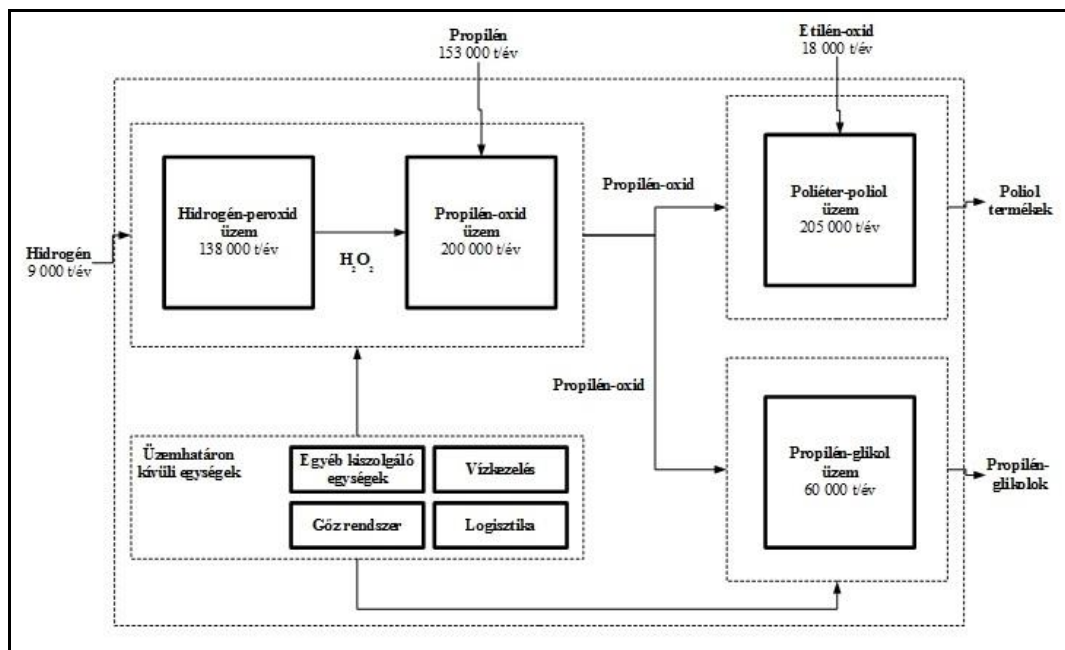 Propilén
153 000 t/év
Etilén-oxid
18 000 t/év
Hidrogén-peroxid
üzem
138 000 t/év
H2O2
Propilén-oxid
üzem
200 000 t/év
Hidrogén
9 000 t/év
Propilén-oxid
Poliéter-poliol
üzem
205 000 t/év
Poliol
termékek
Propilén-oxid
Üzemhatáron
kívüli egységek
Egyéb kiszolgáló
egységek
Vízkezelés
Gőz rendszer
Logisztika
Propilén-glikol
üzem
60 000 t/év
Propilén-
glikolok